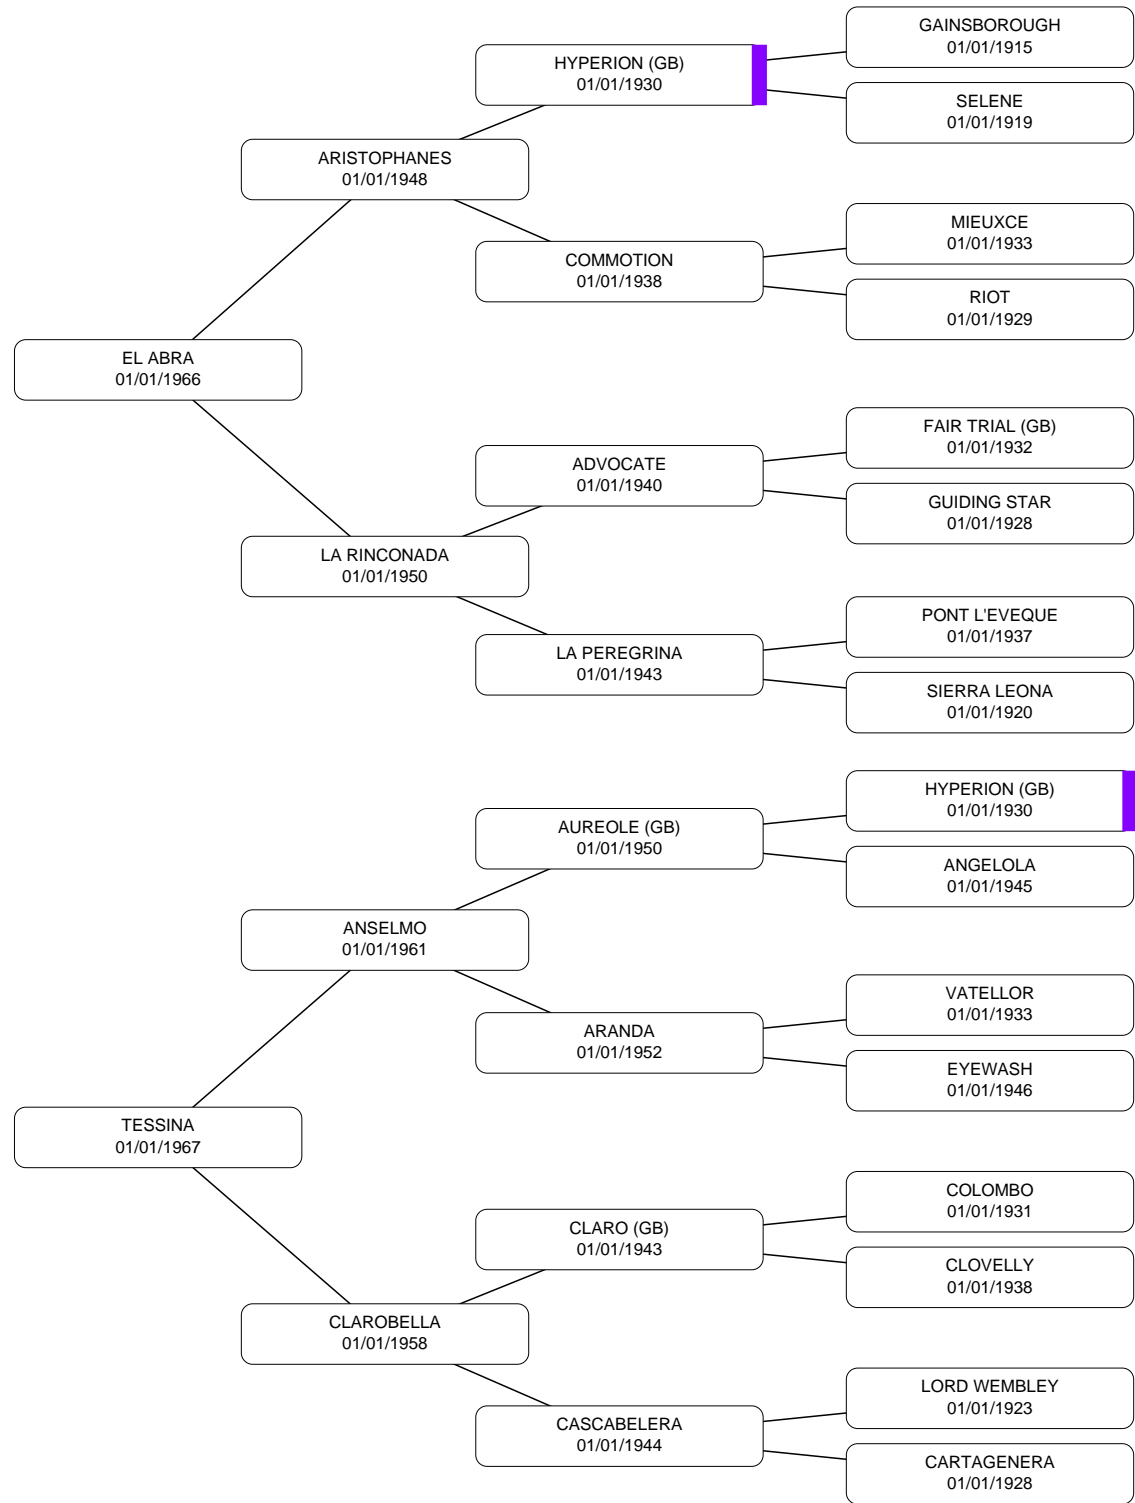 GAINSBOROUGH
01/01/1915
HYPERION (GB)
01/01/1930
SELENE
01/01/1919
ARISTOPHANES
01/01/1948
MIEUXCE
01/01/1933
COMMOTION
01/01/1938
RIOT
01/01/1929
EL ABRA
01/01/1966
FAIR TRIAL (GB)
01/01/1932
ADVOCATE
01/01/1940
GUIDING STAR
01/01/1928
LA RINCONADA
01/01/1950
PONT L'EVEQUE
01/01/1937
LA PEREGRINA
01/01/1943
SIERRA LEONA
01/01/1920
HYPERION (GB)
01/01/1930
AUREOLE (GB)
01/01/1950
ANGELOLA
01/01/1945
ANSELMO
01/01/1961
VATELLOR
01/01/1933
ARANDA
01/01/1952
EYEWASH
01/01/1946
TESSINA
01/01/1967
COLOMBO
01/01/1931
CLARO (GB)
01/01/1943
CLOVELLY
01/01/1938
CLAROBELLA
01/01/1958
LORD WEMBLEY
01/01/1923
CASCABELERA
01/01/1944
CARTAGENERA
01/01/1928